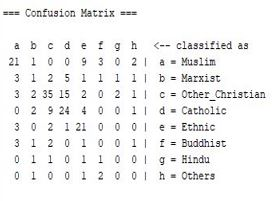 === Confusion Matrix ===
a b c d e f g h <-- classified as
21 1 0 0 9 3 0 2 | a = Muslim
3 1 2 5 1 1 1 1 | b = Marxist
3 2 35 15 2 0 2 1 | c = Other_Christian
0 2 9 24 4 0 0 1 | d = Catholic
3 0 2 1 21 0 0 0 | e = Ethnic
3 1 2 0 1 0 0 1 | f = Buddhist
0 1 1 0 1 1 0 0 | g = Hindu
0 1 0 0 1 2 0 0 | h = Others